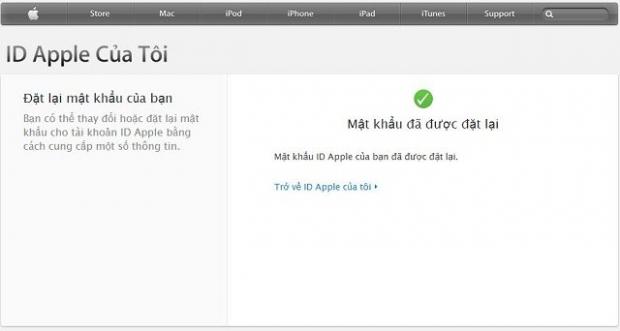 Store Mac iPod iPhone iPad iTunes Support
ID Apple Của Tôi
Đặt lại mật khẩu của bạn
Bạn có thể thay đổi hoặc đặt lại mật
khẩu cho tài khoản ID Apple bằng
cách cung cấp một số thông tin.
Mật khẩu đã được đặt lại
Mật khẩu ID Apple của bạn đã được đặt lại.
Trở về ID Apple của tôi